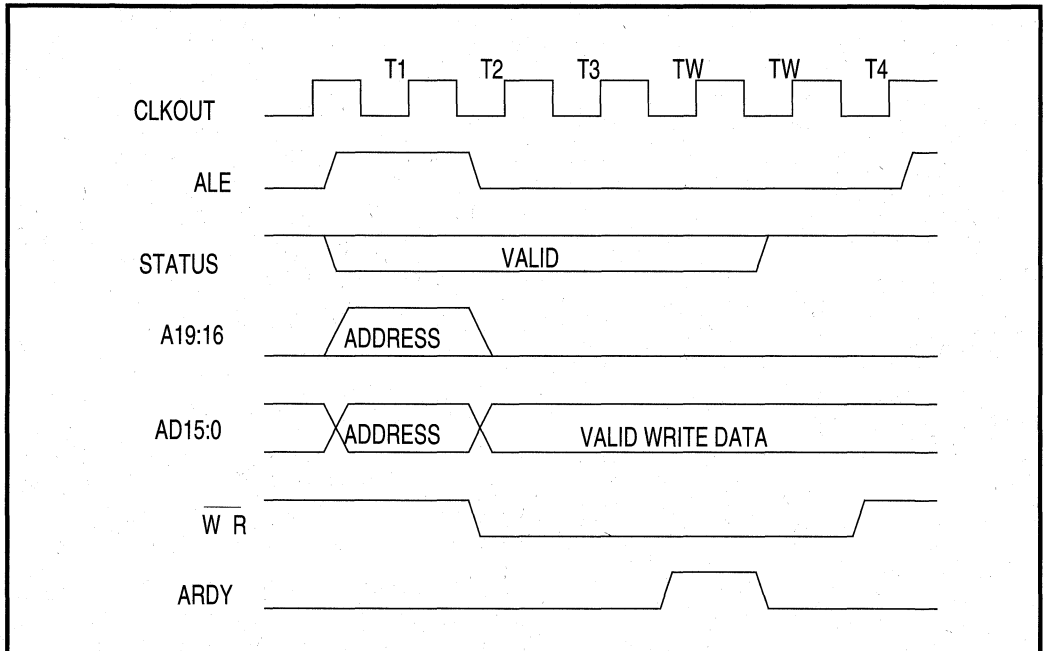 T1 T2 T3 TW TW T4
CLKOUT
ALE
STATUS VALID
A19:16 ADDRESS
AD15:0 ADDRESS VALID WRITE DATA
W R
ARDY